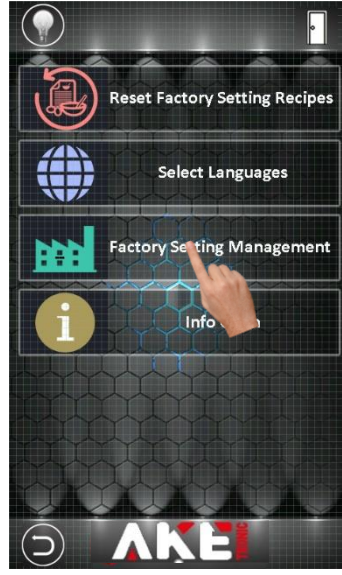 Reset Factory Setting Recipes
Select Languages
Factory Setting Management
Info
AKE